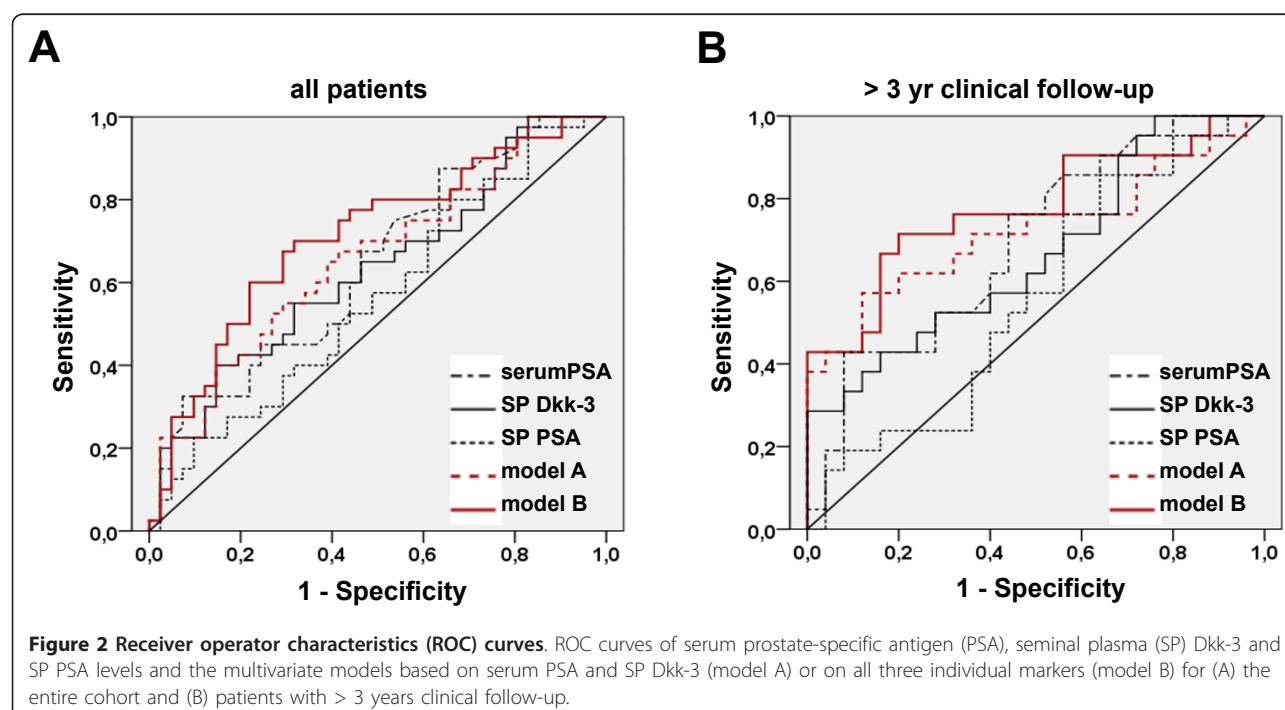 A
all patients
1,0
0,8
0,6
0,4
0,2
0,0
Sensitivity
serumPSA
SP Dkk-3
SP PSA
model A
model B
0,0 0,2 0,4 0,6 0,8 1,0
1 - Specificity
B
> 3 yr clinical follow-up
1,0
0,8
0,6
0,4
0,2
0,0
Sensitivity
serumPSA
SP Dkk-3
SP PSA
model A
model B
0,0 0,2 0,4 0,6 0,8 1,0
1 - Specificity
Figure 2 Receiver operator characteristics (ROC) curves. ROC curves of serum prostate-specific antigen (PSA), seminal plasma (SP) Dkk-3 and
SP PSA levels and the multivariate models based on serum PSA and SP Dkk-3 (model A) or on all three individual markers (model B) for (A) the
entire cohort and (B) patients with > 3 years clinical follow-up.